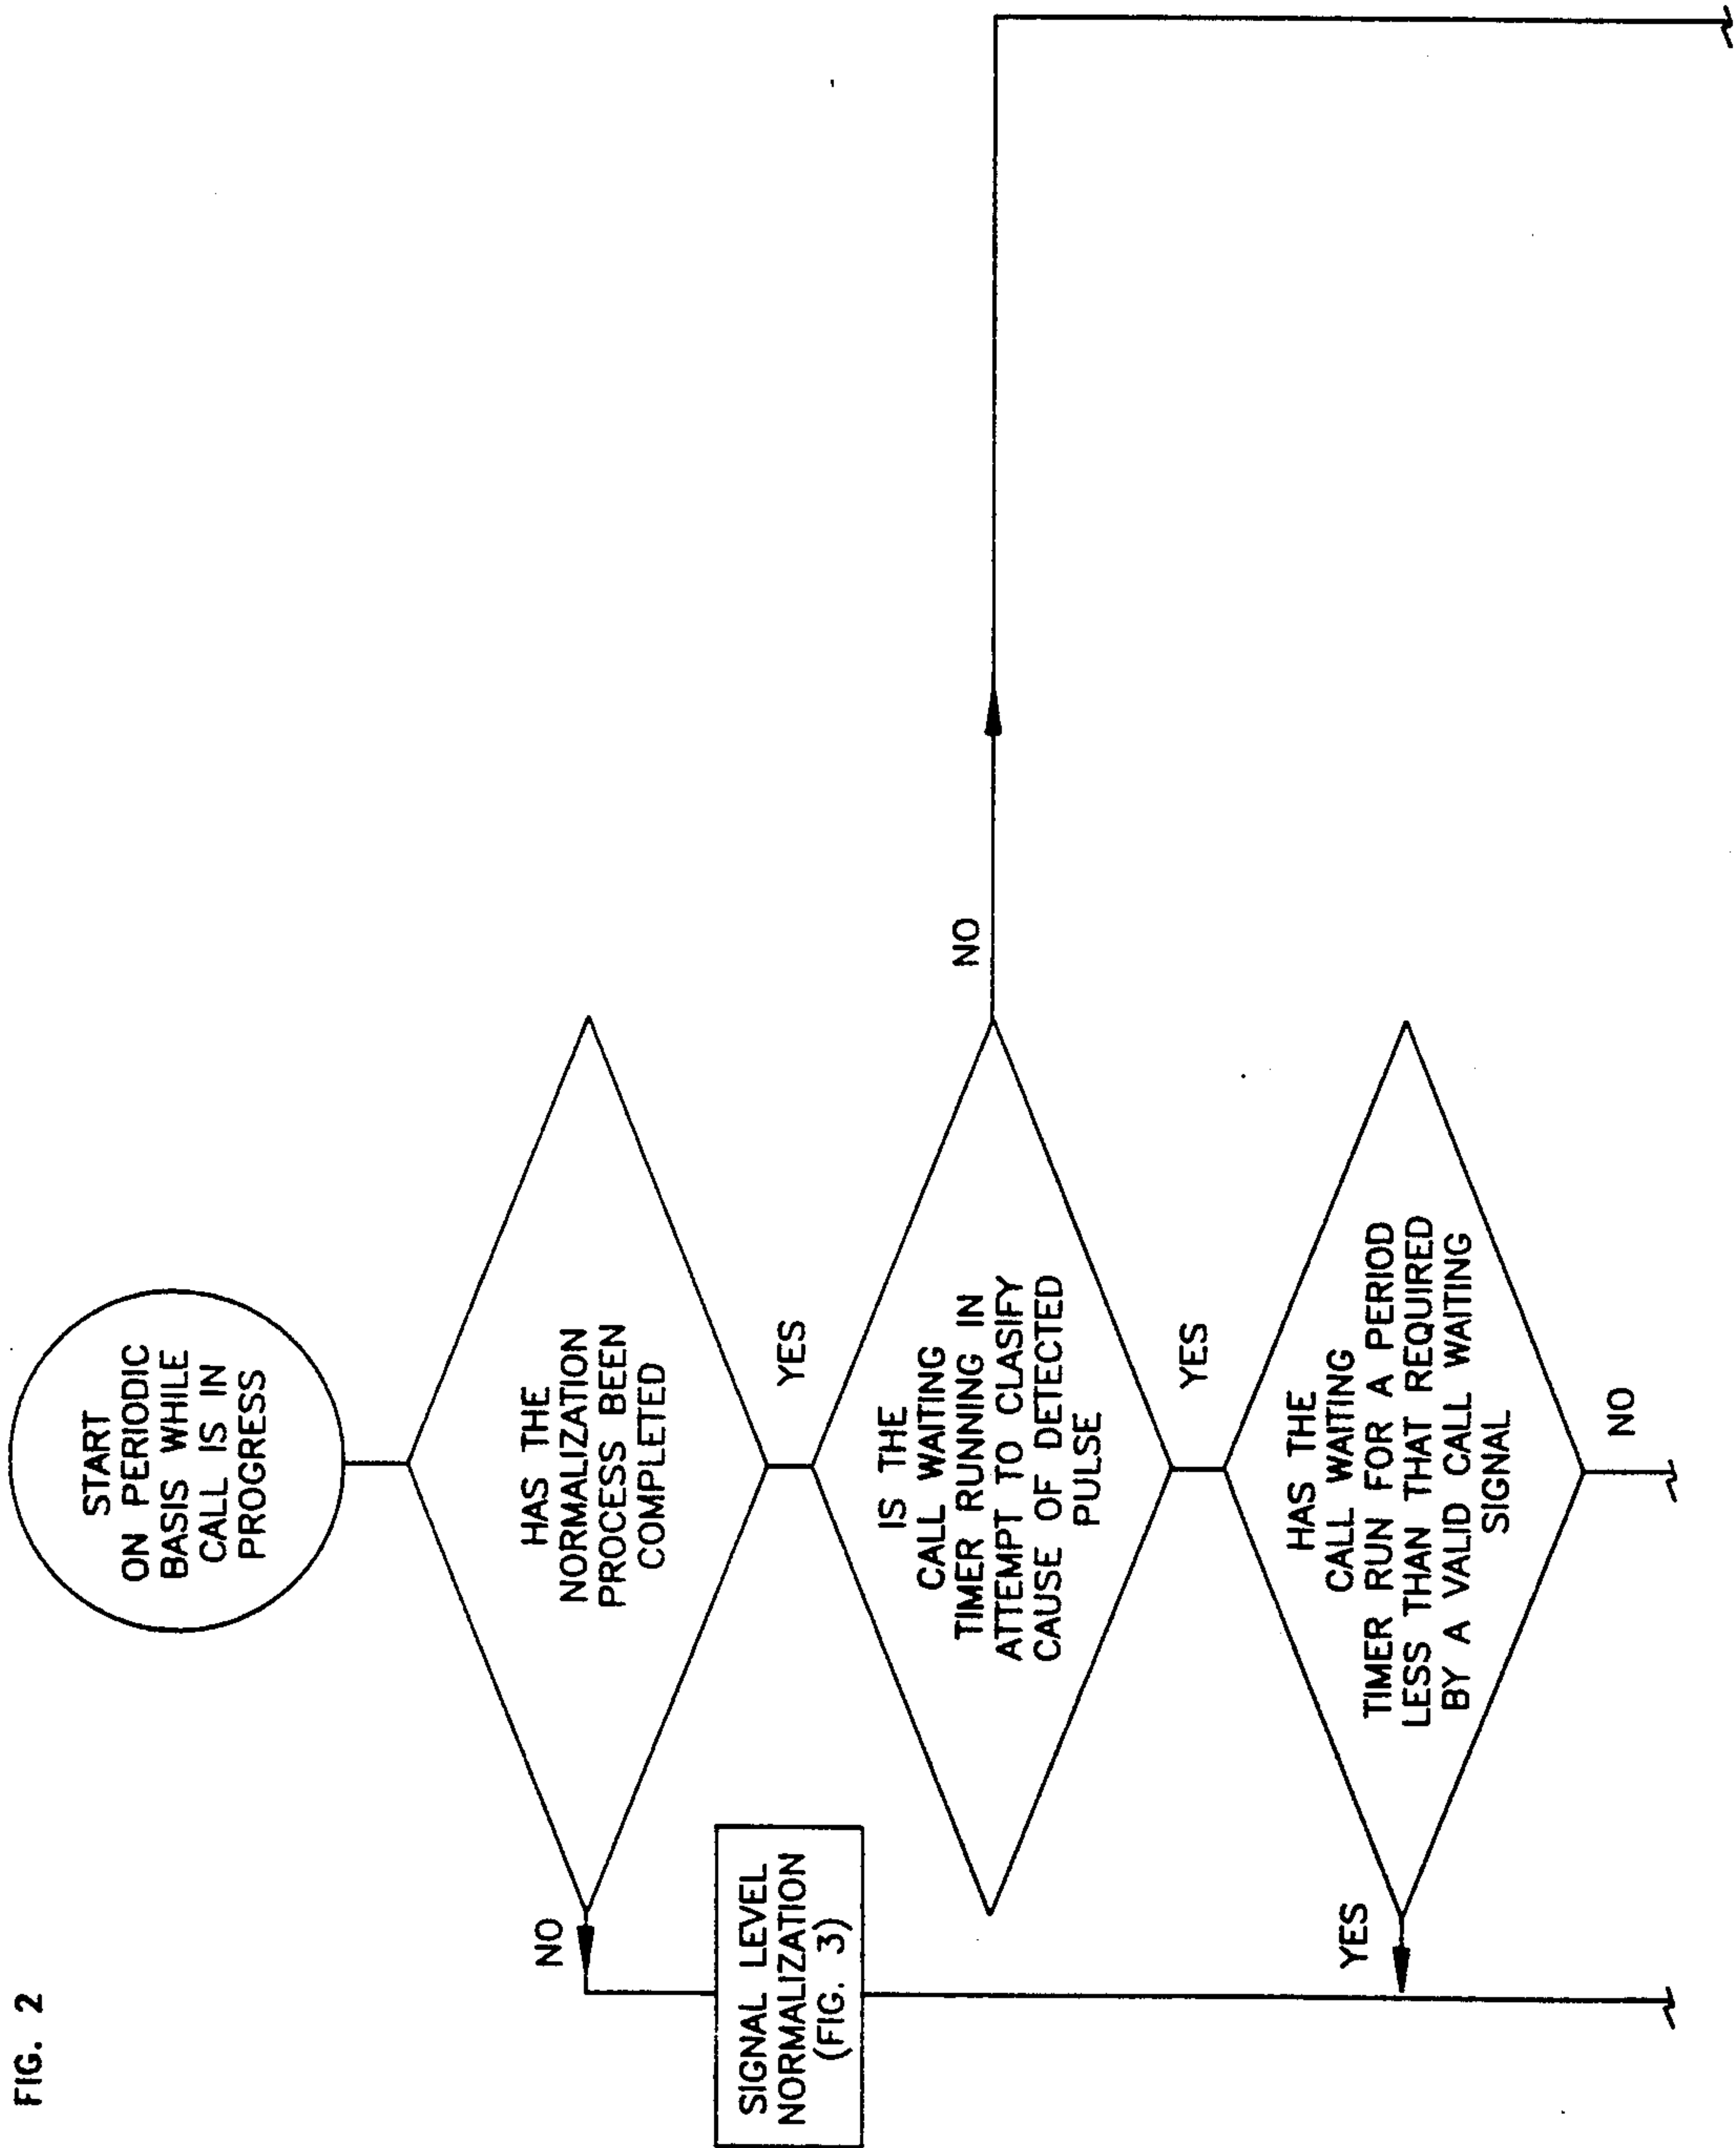 FIG. 2
START
ON PERIODIC
BASIS WHILE
CALL IS IN
PROGRESS
HAS THE
NORMALIZATION
PROCESS BEEN
COMPLETED
NO
YES
SIGNAL LEVEL
NORMALIZATION
(FIG. 3)
IS THE
CALL WAITING
TIMER RUNNING IN
ATTEMPT TO CLASIFY
CAUSE OF DETECTED
PULSE
NO
YES
HAS THE
CALL WAITING
TIMER RUN FOR A PERIOD
LESS THAN THAT REQUIRED
BY A VALID CALL WAITING
SIGNAL
YES
NO